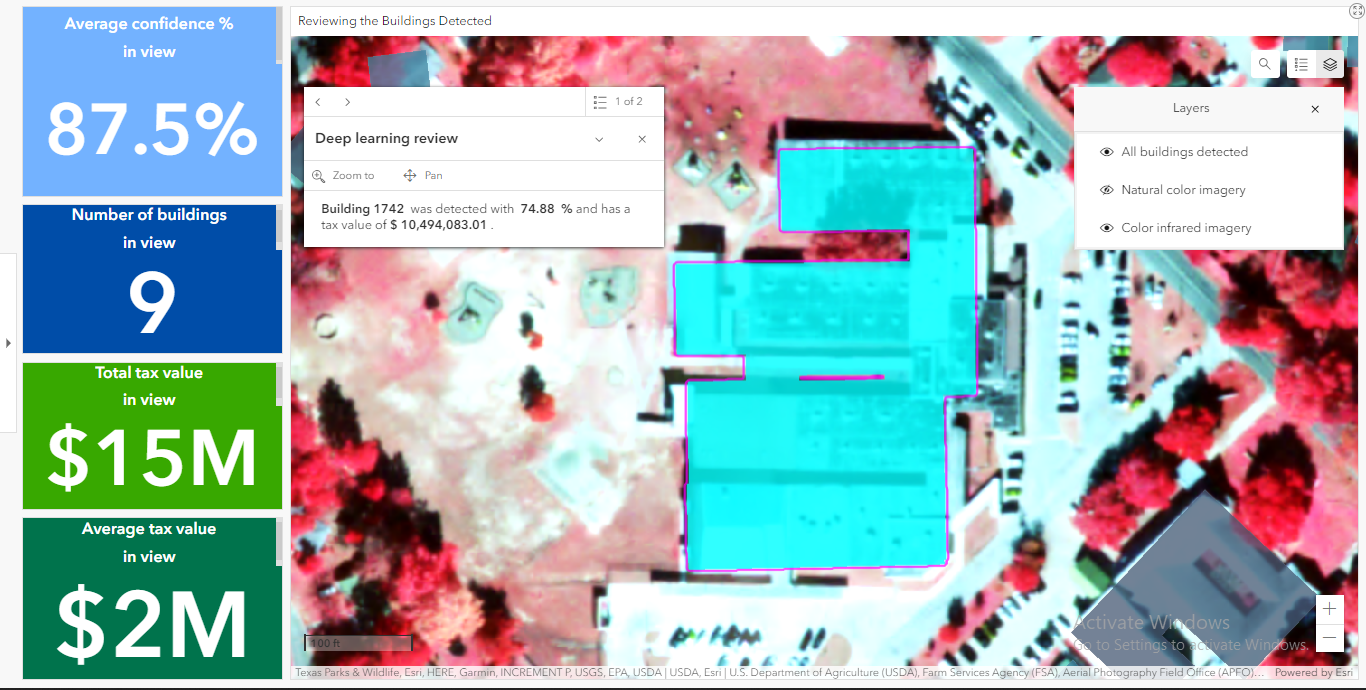 Average confidence %
in view
87.5%
Number of buildings
in view
9
Total tax value
in view
$15M
Average tax value
in view
$2M
Reviewing the Buildings Detected
1 of 2
Deep learning review
Zoom to
Pan
Building 1742 was detected with 74.88 % and has a
tax value of $ 10,494,083.01 .
Layers
All buildings detected
Natural color imagery
Color infrared imagery
100 ft
Activate Windows
Go to Settings to activate Windows.
Texas Parks & Wildlife, Esri, HERE, Garmin, INCREMENT P, USGS, EPA, USDA | USDA, Esri | U.S. Department of Agriculture (USDA), Farm Services Agency (FSA), Aerial Photography Field Office (APFO)... Powered by Esri